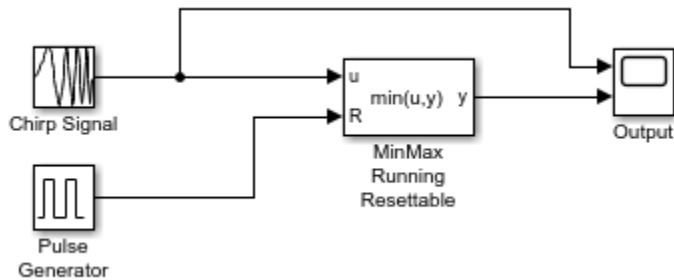 Chirp Signal
u
R
min(u,y)
y
MinMax
Running
Resettable
Output
Pulse
Generator